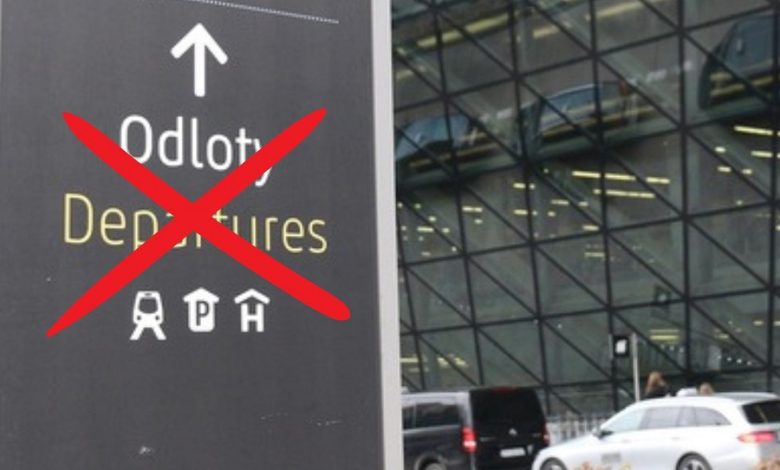 Odloty
Departures
P H